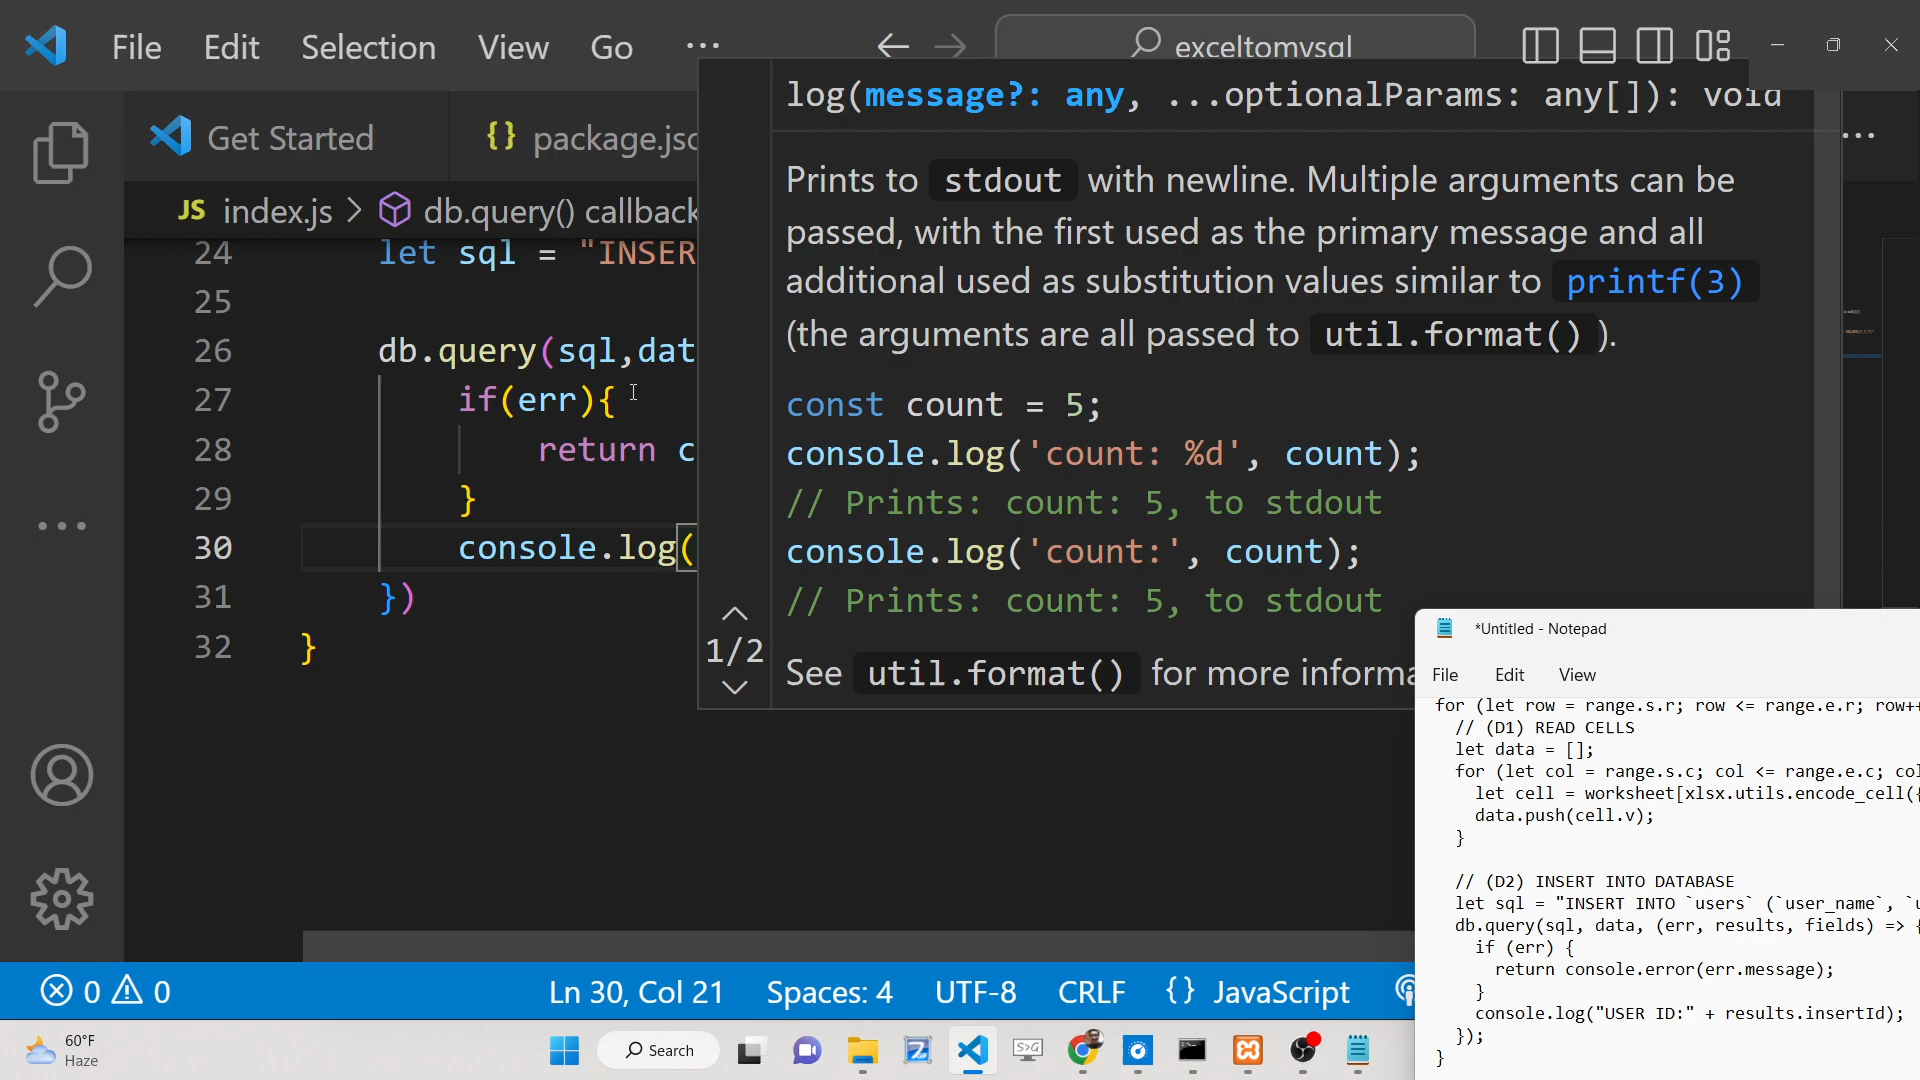 File Edit Selection View Go ...
exceltomysql
Get Started
{} package.jsc
JS index.js > db.query() callback
24 let sql = "INSER
25
26 db.query(sql,dat
27 if(err){
28 return c
29 }
30 console.log(
31 })
32 }
log(message?: any, ...optionalParams: any[]): void
Prints to stdout with newline. Multiple arguments can be
passed, with the first used as the primary message and all
additional used as substitution values similar to printf(3)
(the arguments are all passed to util.format() ).
const count = 5;
console.log('count: %d', count);
// Prints: count: 5, to stdout
console.log('count:', count);
// Prints: count: 5, to stdout
1/2
See util.format() for more informa
*Untitled - Notepad
File Edit View
for (let row = range.s.r; row <= range.e.r; row++
// (D1) READ CELLS
let data = [];
for (let col = range.s.c; col <= range.e.c; col
let cell = worksheet[xlsx.utils.encode_cell({
data.push(cell.v);
}
// (D2) INSERT INTO DATABASE
let sql = "INSERT INTO `users` (`user_name`, `u
db.query(sql, data, (err, results, fields) => {
if (err) {
return console.error(err.message);
}
console.log("USER ID:" + results.insertId);
});
}
0 0
Ln 30, Col 21 Spaces: 4 UTF-8 CRLF {} JavaScript
60°F
Haze
Search